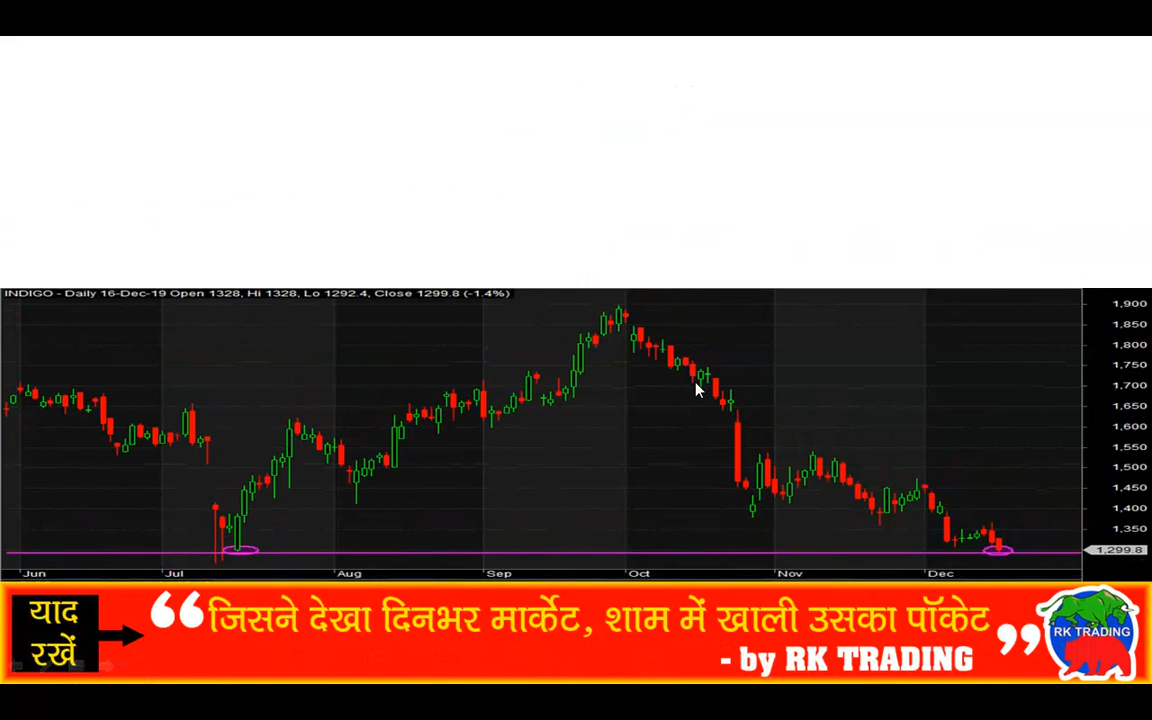 INDIGO - Daily 16-Dec-19 Open 1328, Hi 1328, Lo 1292.4, Close 1299.8 (-1.4%)
1,900
1,850
1,800
1,750
1,700
1,650
1,600
1,550
1,500
1,450
1,400
1,350
1,299.8
Jun Jul Aug Sep Oct Nov Dec
याद
रखें
“जिसने देखा दिनभर मार्केट, शाम में खाली उसका पॉकेट”
- by RK TRADING
RK TRADING